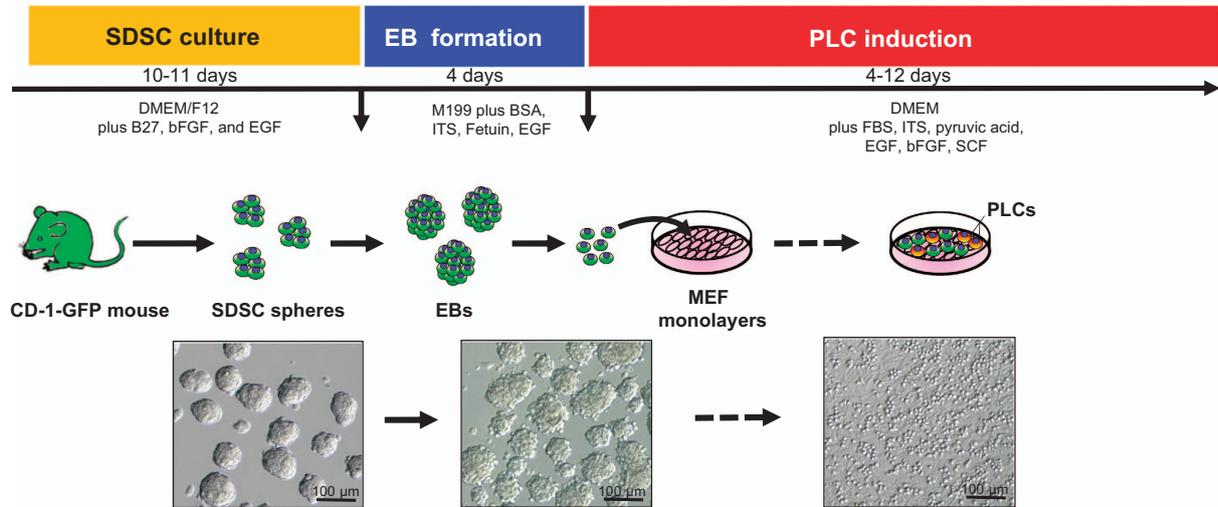 SDSC culture
EB formation
PLC induction
10-11 days
4 days
4-12 days
DMEM/F12
plus B27, bFGF, and EGF
M199 plus BSA,
ITS, Fetuin, EGF
DMEM
plus FBS, ITS, pyruvic acid,
EGF, bFGF, SCF
PLCs
CD-1-GFP mouse
SDSC spheres
EBs
MEF
monolayers
100 µm
100 µm
100 µm